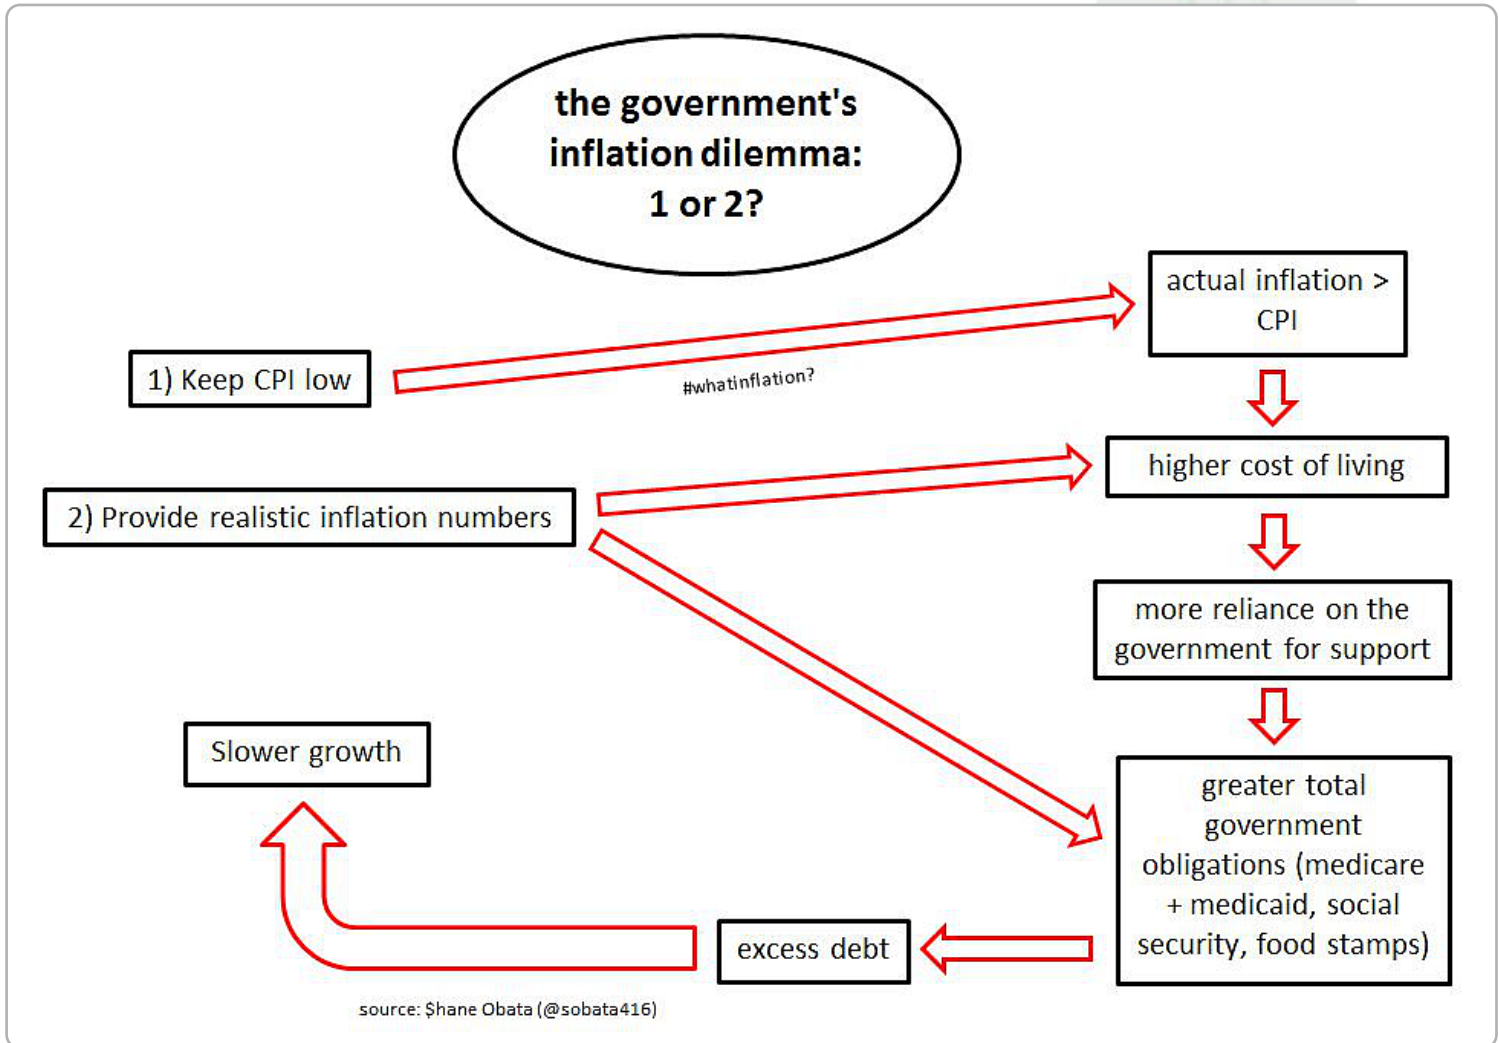 the government's
inflation dilemma:
1 or 2?
actual inflation >
CPI
1) Keep CPI low
#whatinflation?
higher cost of living
2) Provide realistic inflation numbers
more reliance on the
government for support
Slower growth
greater total
government
obligations (medicare
+ medicaid, social
security, food stamps)
excess debt
source: $hane Obata (@sobata416)